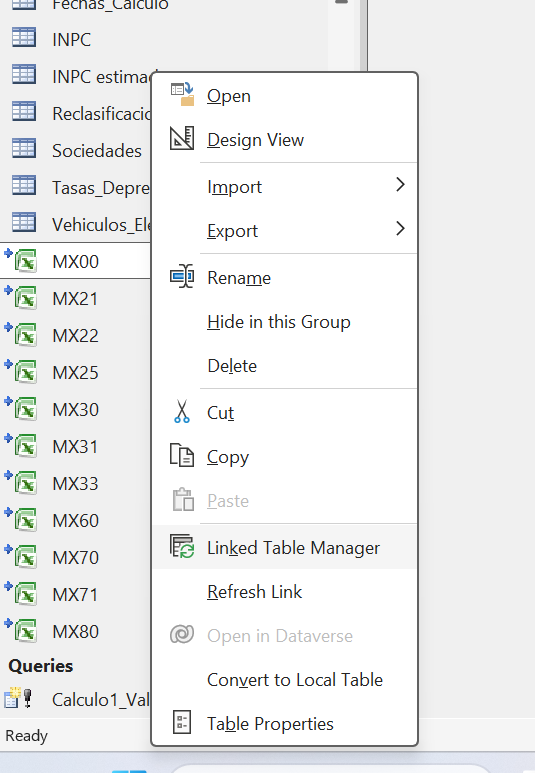 Fechas_Calculo
INPC
INPC estimad
Reclasificacio
Sociedades
Tasas_Depre
Vehiculos_Ele
MX00
MX21
MX22
MX25
MX30
MX31
MX33
MX60
MX70
MX71
MX80
Queries
Calculo1_Val
Ready
Open
Design View
Import
Export
Rename
Hide in this Group
Delete
Cut
Copy
Paste
Linked Table Manager
Refresh Link
Open in Dataverse
Convert to Local Table
Table Properties